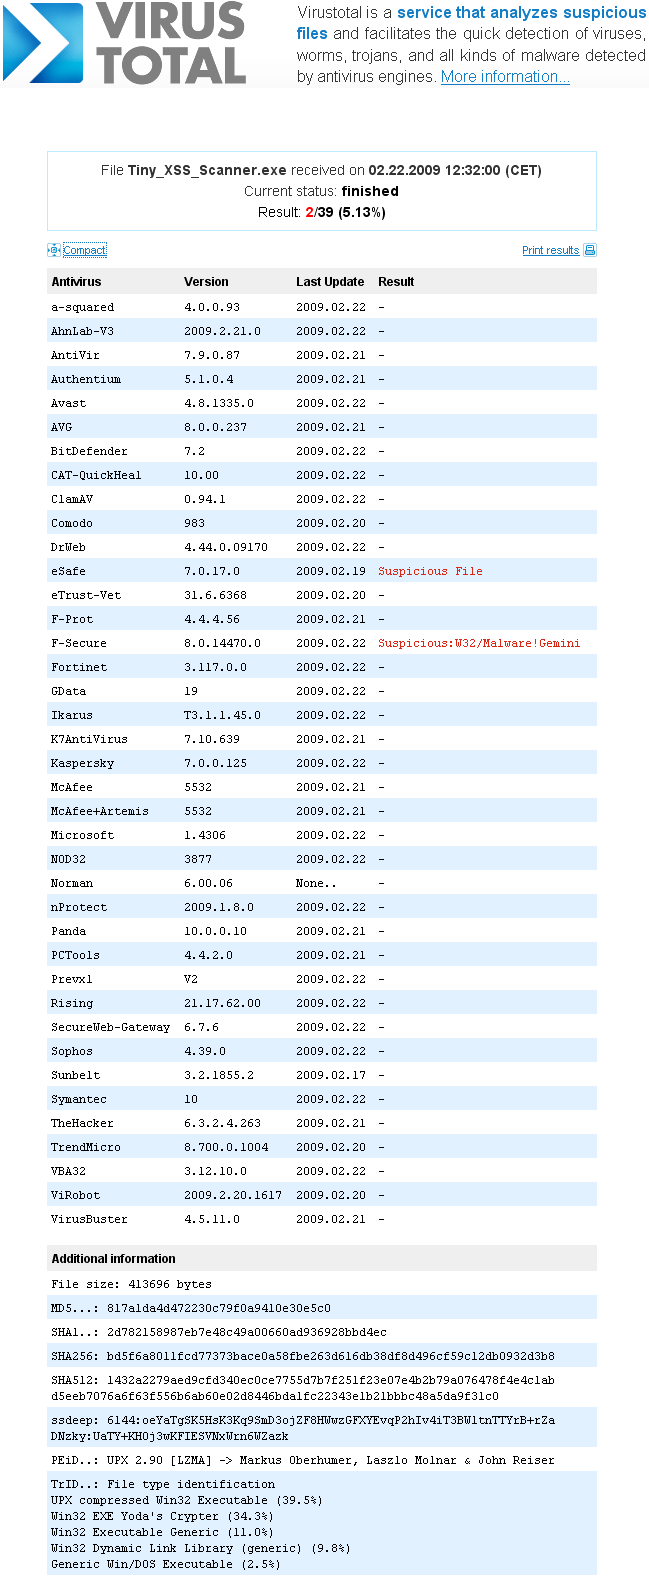 VIRUS
TOTAL
Virustotal is a service that analyzes suspicious
files and facilitates the quick detection of viruses,
worms, trojans, and all kinds of malware detected
by antivirus engines. More information...
File Tiny_XSS_Scanner.exe received on 02.22.2009 12:32:00 (CET)
Current status: finished
Result: 2/39 (5.13%)
Compact Print results
Antivirus Version Last Update Result
a-squared 4.0.0.93 2009.02.22 -
AhnLab-V3 2009.2.21.0 2009.02.22 -
AntiVir 7.9.0.87 2009.02.21 -
Authentium 5.1.0.4 2009.02.21 -
Avast 4.8.1335.0 2009.02.22 -
AVG 8.0.0.237 2009.02.21 -
BitDefender 7.2 2009.02.22 -
CAT-QuickHeal 10.00 2009.02.22 -
ClamAV 0.94.1 2009.02.22 -
Comodo 983 2009.02.20 -
DrWeb 4.44.0.09170 2009.02.22 -
eSafe 7.0.17.0 2009.02.19 Suspicious File
eTrust-Vet 31.6.6368 2009.02.20 -
F-Prot 4.4.4.56 2009.02.21 -
F-Secure 8.0.14470.0 2009.02.22 Suspicious:W32/Malware!Gemini
Fortinet 3.117.0.0 2009.02.22 -
GData 19 2009.02.22 -
Ikarus T3.1.1.45.0 2009.02.22 -
K7AntiVirus 7.10.639 2009.02.21 -
Kaspersky 7.0.0.125 2009.02.22 -
McAfee 5532 2009.02.21 -
McAfee+Artemis 5532 2009.02.21 -
Microsoft 1.4306 2009.02.22 -
NOD32 3877 2009.02.22 -
Norman 6.00.06 None.. -
nProtect 2009.1.8.0 2009.02.22 -
Panda 10.0.0.10 2009.02.21 -
PCTools 4.4.2.0 2009.02.21 -
Prevx1 V2 2009.02.22 -
Rising 21.17.62.00 2009.02.22 -
SecureWeb-Gateway 6.7.6 2009.02.22 -
Sophos 4.39.0 2009.02.22 -
Sunbelt 3.2.1855.2 2009.02.17 -
Symantec 10 2009.02.22 -
TheHacker 6.3.2.4.263 2009.02.21 -
TrendMicro 8.700.0.1004 2009.02.20 -
VBA32 3.12.10.0 2009.02.22 -
ViRobot 2009.2.20.1617 2009.02.20 -
VirusBuster 4.5.11.0 2009.02.21 -
Additional information
File size: 413696 bytes
MD5...: 817a1da4d472230c79f0a9410e30e5c0
SHA1..: 2d782158987eb7e48c49a00660ad936928bbd4ec
SHA256: bd5f6a8011fcd77373bace0a58fbe263d616db38df8d496cf59c12db0932d3b8
SHA512: 1432a2279aed9cfd340ec0ce7755d7b7f251f23e07e4b2b79a076478f4e4c1ab
d5eeb7076a6f63f556b6ab60e02d8446bda1fc22343e1b21bbbc48a5da9f31c0
ssdeep: 6144:oeYaTgSK5HsK3Kq9SmD3ojZF8HWwzGFXYEvqP2hIv4iT3BW1tnTTYrB+rZa
DNzky:UaTY+KH0j3wKFIESVNxWrn6WZazk
PEiD..: UPX 2.90 [LZMA] -> Markus Oberhumer, Laszlo Molnar & John Reiser
TrID..: File type identification
UPX compressed Win32 Executable (39.5%)
Win32 EXE Yoda's Crypter (34.3%)
Win32 Executable Generic (11.0%)
Win32 Dynamic Link Library (generic) (9.8%)
Generic Win/DOS Executable (2.5%)